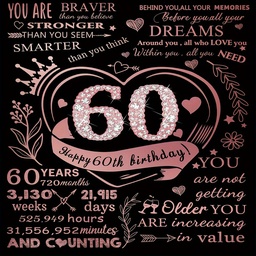 YOU ARE BRAVER
than you believe
STRONGER
THAN YOU SEEM
SMARTER
than you think
BEHIND YOU, ALL YOUR MEMORIES
Before you, all your
DREAMS
Around you, all who LOVE you
Within you, all you NEED
60
Happy 60th birthday!
60 YEARS
720 months
3,130 weeks
21,915 days
525,949 hours
31,556,952 minutes
AND COUNTING
YOU
are not
getting
Older YOU
ARE increasing
in value